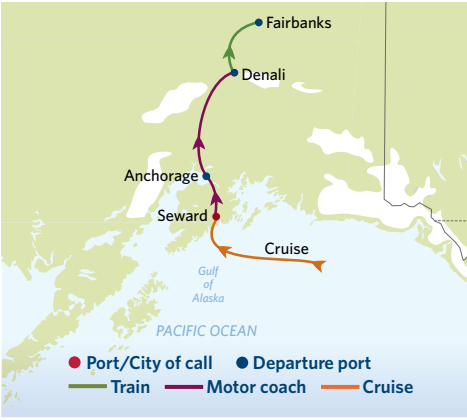 Fairbanks
Denali
Anchorage
Seward
Cruise
Gulf
of
Alaska
PACIFIC OCEAN
Port/City of call Departure port
Train Motor coach Cruise